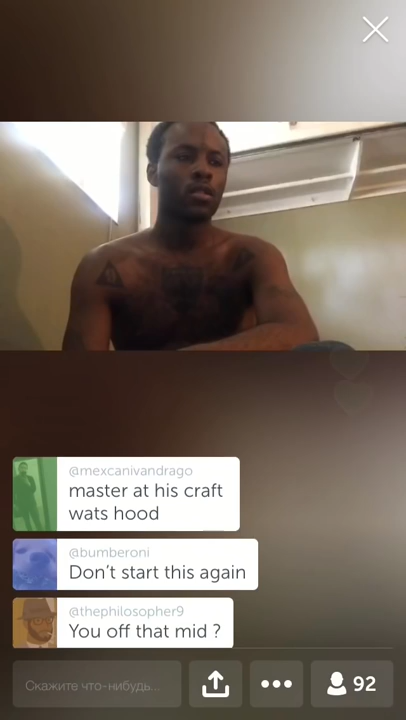 @mexcanivandrago
master at his craft
wats hood
@bumberoni
Don't start this again
@thephilosopher9
You off that mid ?
Скажите что-нибудь...
92